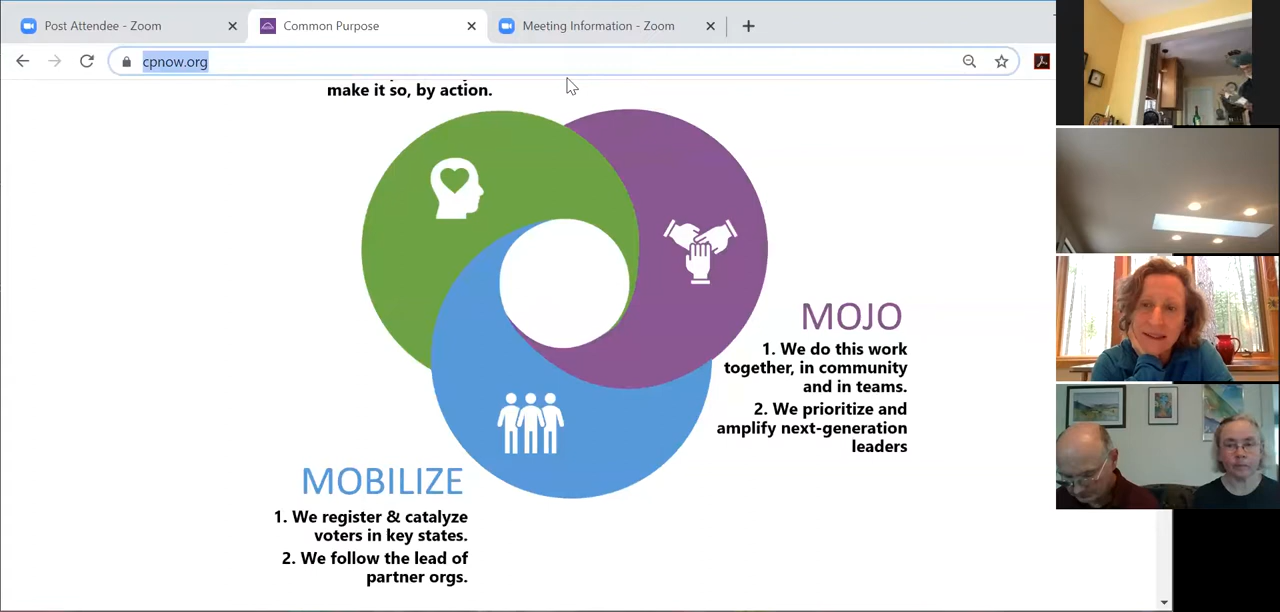 Post Attendee - Zoom
Common Purpose
Meeting Information - Zoom
cpnow.org
make it so, by action.
MOJO
1. We do this work
together, in community
and in teams.
2. We prioritize and
amplify next-generation
leaders
MOBILIZE
1. We register & catalyze
voters in key states.
2. We follow the lead of
partner orgs.